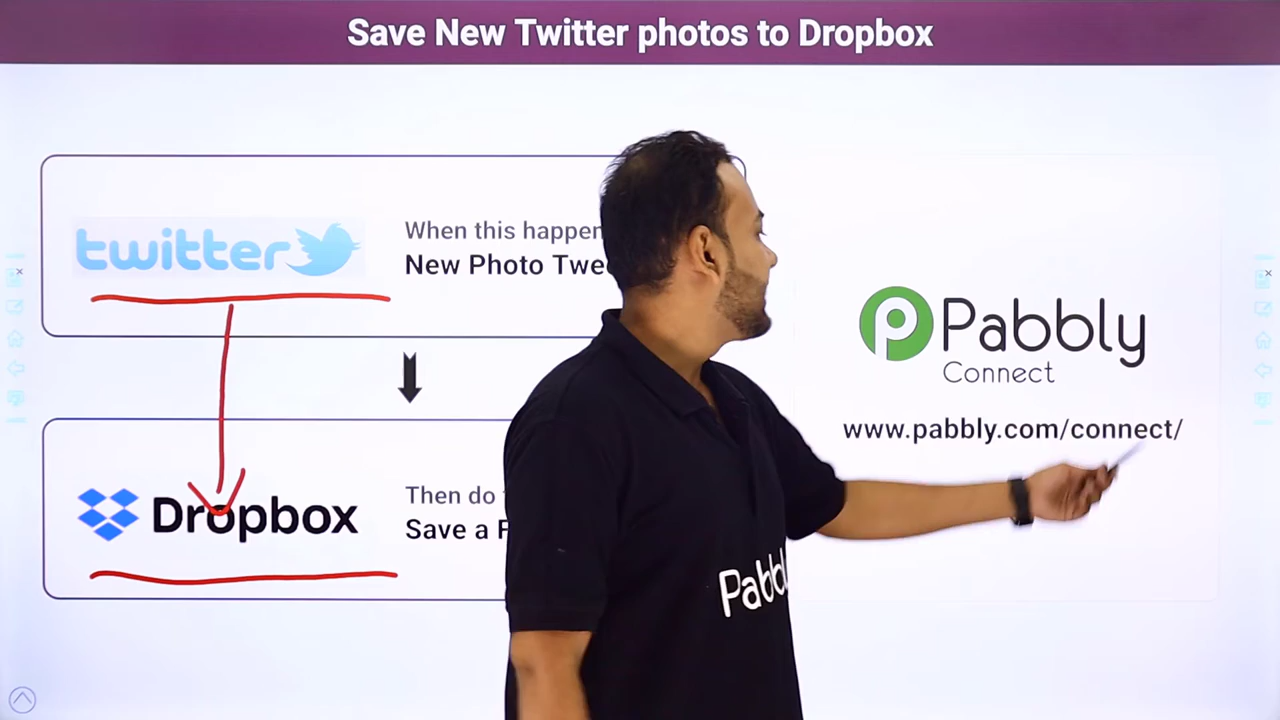 Save New Twitter photos to Dropbox
twitter
When this happen
New Photo Twe
Dropbox
Then do
Save a F
Pabbly
Connect
www.pabbly.com/connect/
Pabbl